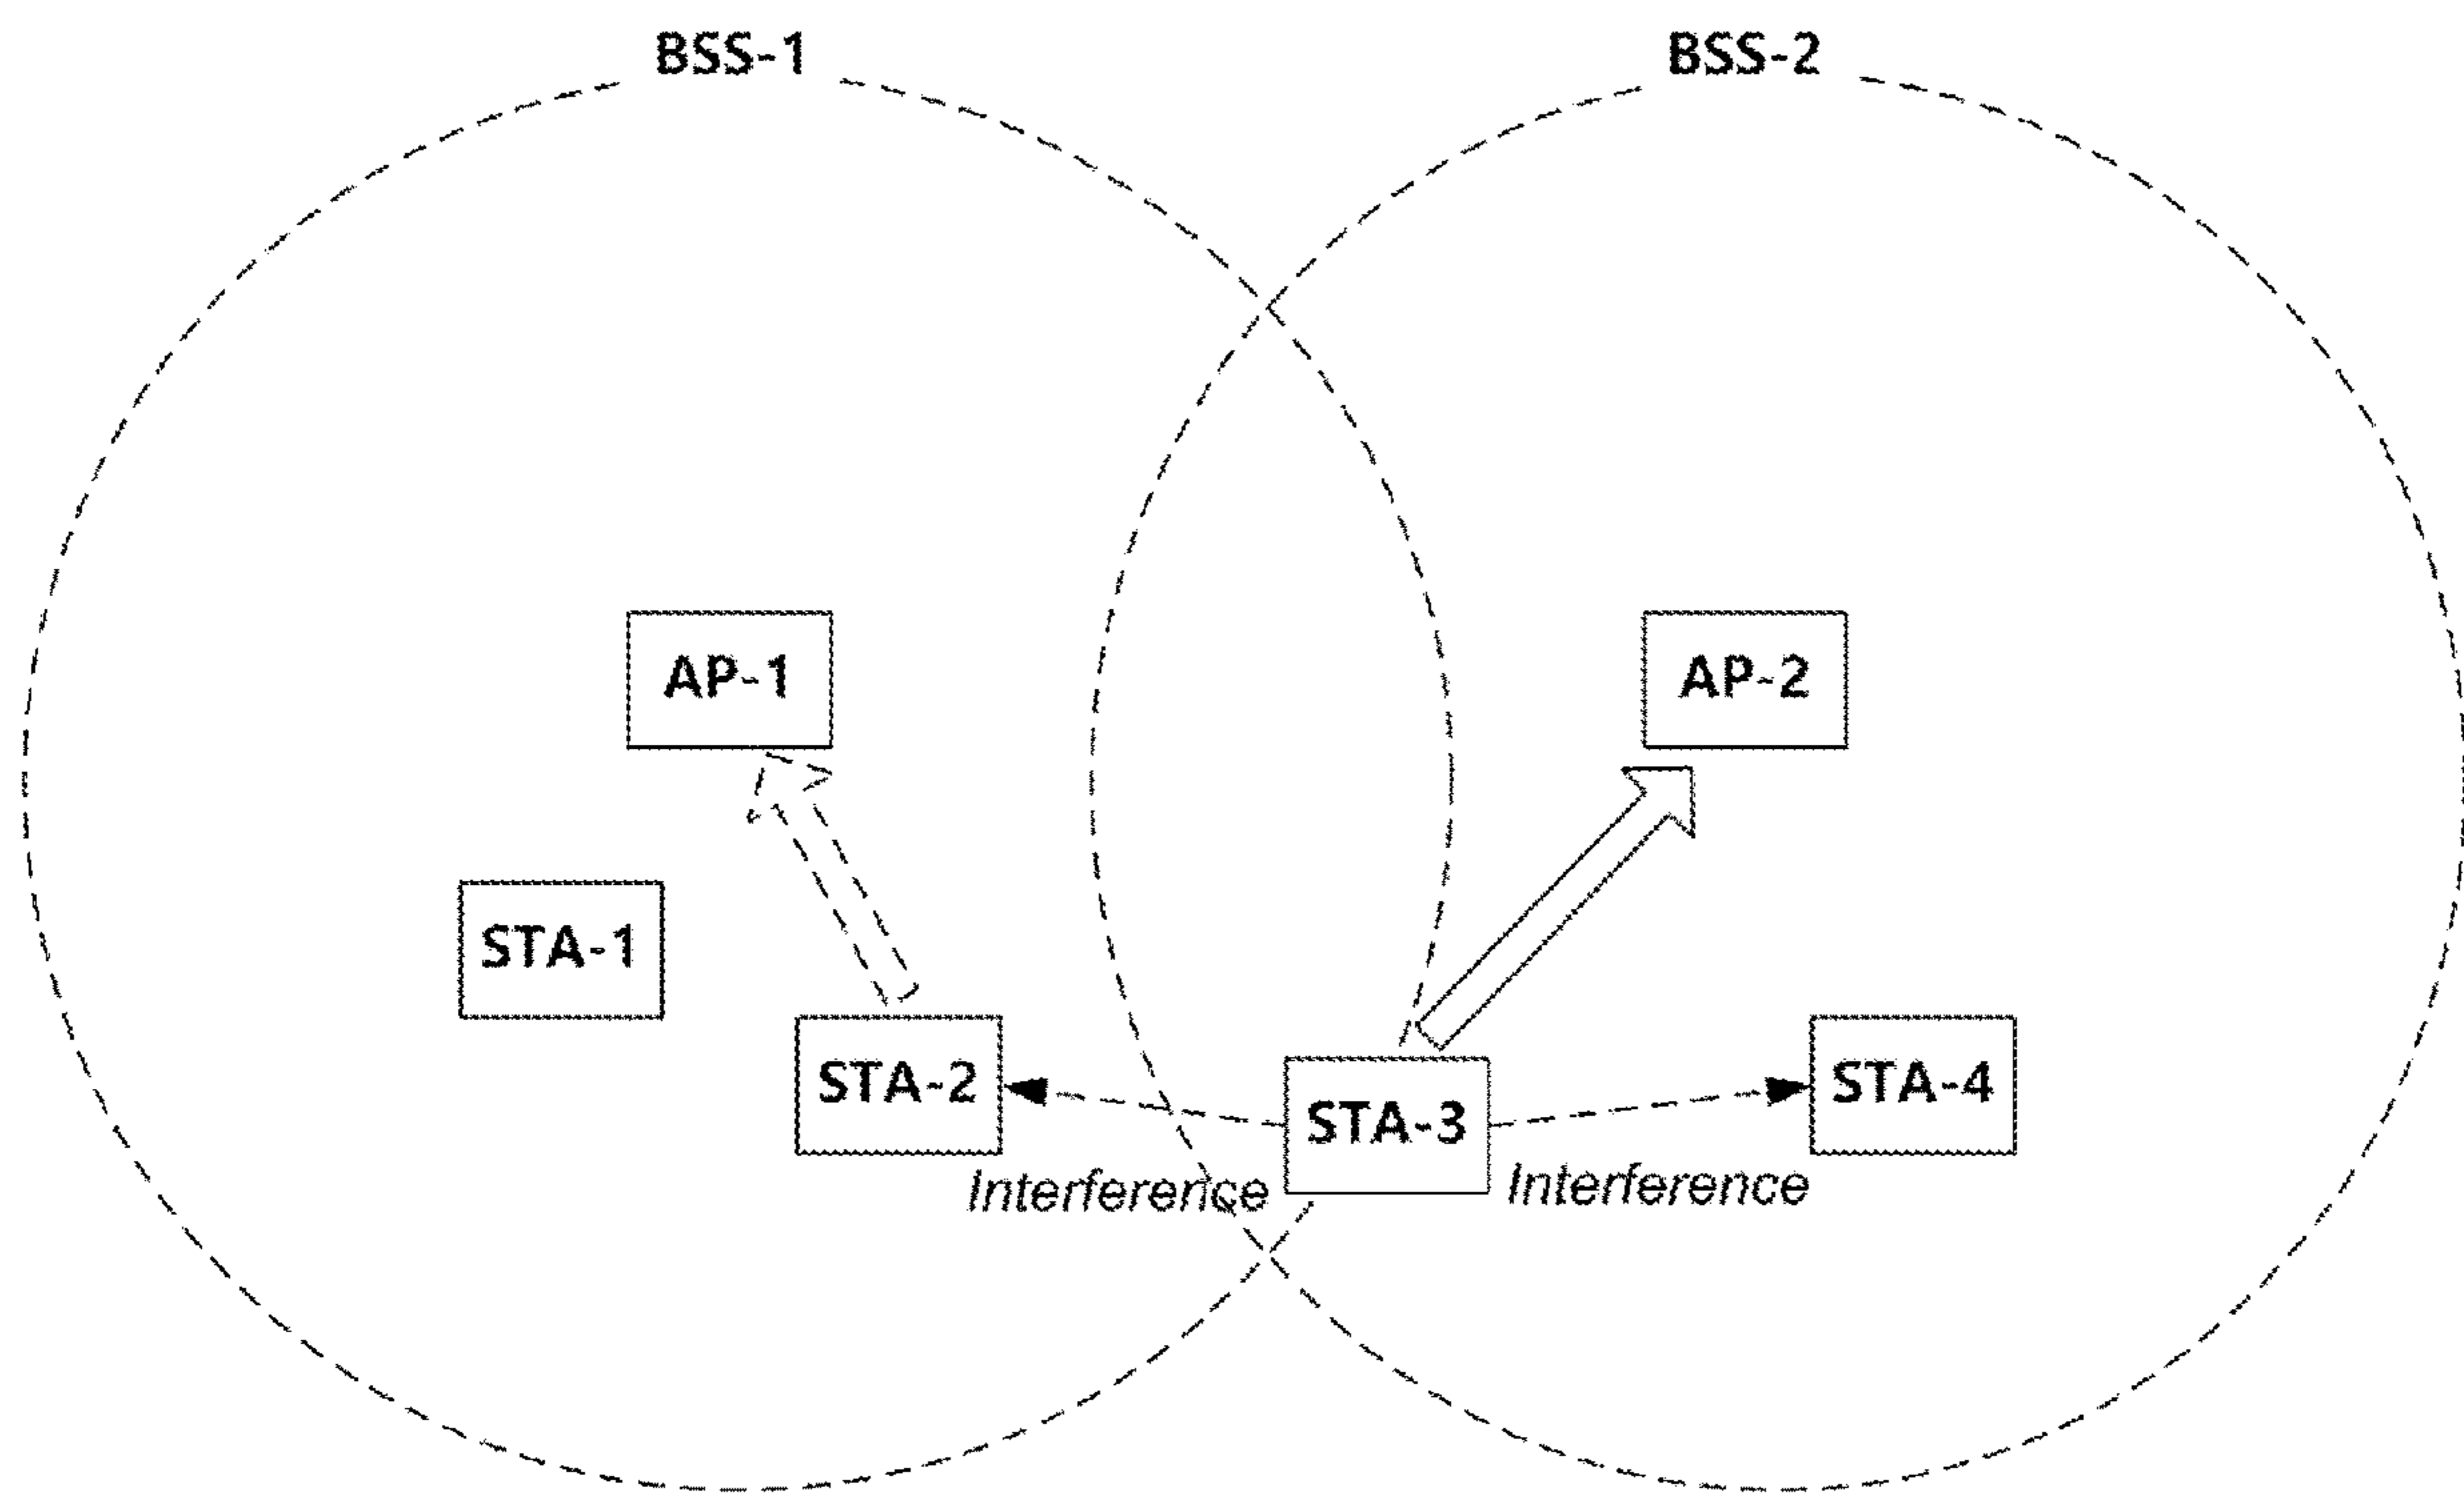 BSS-1
BSS-2
AP-1
AP-2
STA-1
STA-2
STA-3
STA-4
Interference
Interference